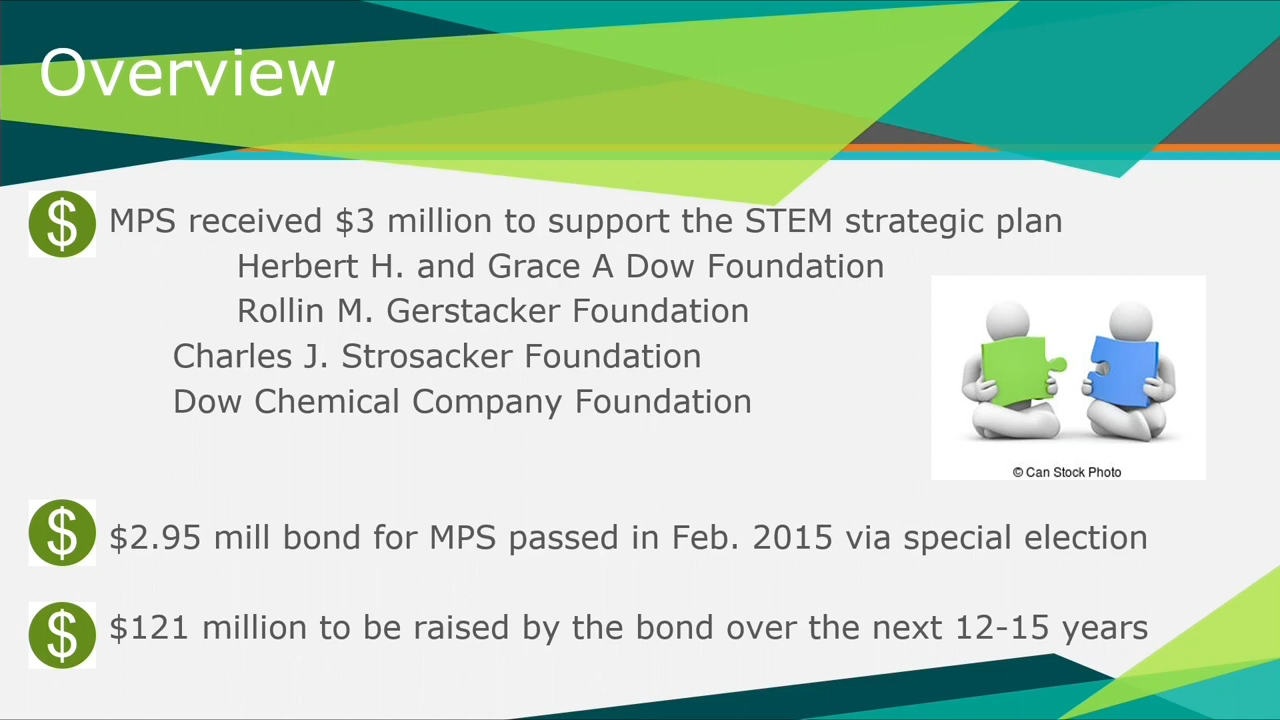 Overview
$ MPS received $3 million to support the STEM strategic plan
Herbert H. and Grace A Dow Foundation
Rollin M. Gerstacker Foundation
Charles J. Strosacker Foundation
Dow Chemical Company Foundation
© Can Stock Photo
$ $2.95 mill bond for MPS passed in Feb. 2015 via special election
$ $121 million to be raised by the bond over the next 12-15 years